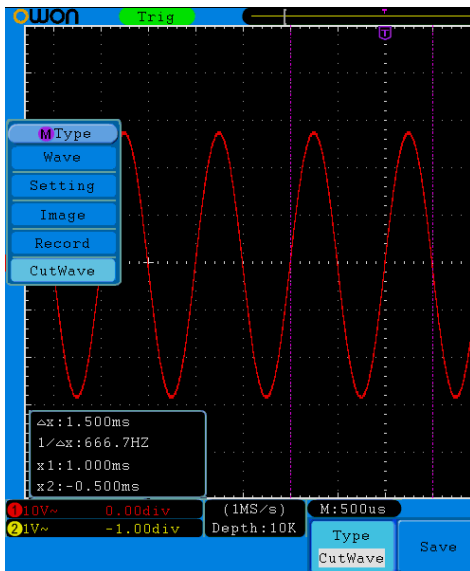 OWON Trig
T
T
M Type
Wave
Setting
Image
Record
CutWave
△x:1.500ms
1/△x:666.7HZ
x1:1.000ms
x2:-0.500ms
1 10V~ 0.00div (1MS/s) M:500us
2 1V~ -1.00div Depth:10K
Type Save
CutWave